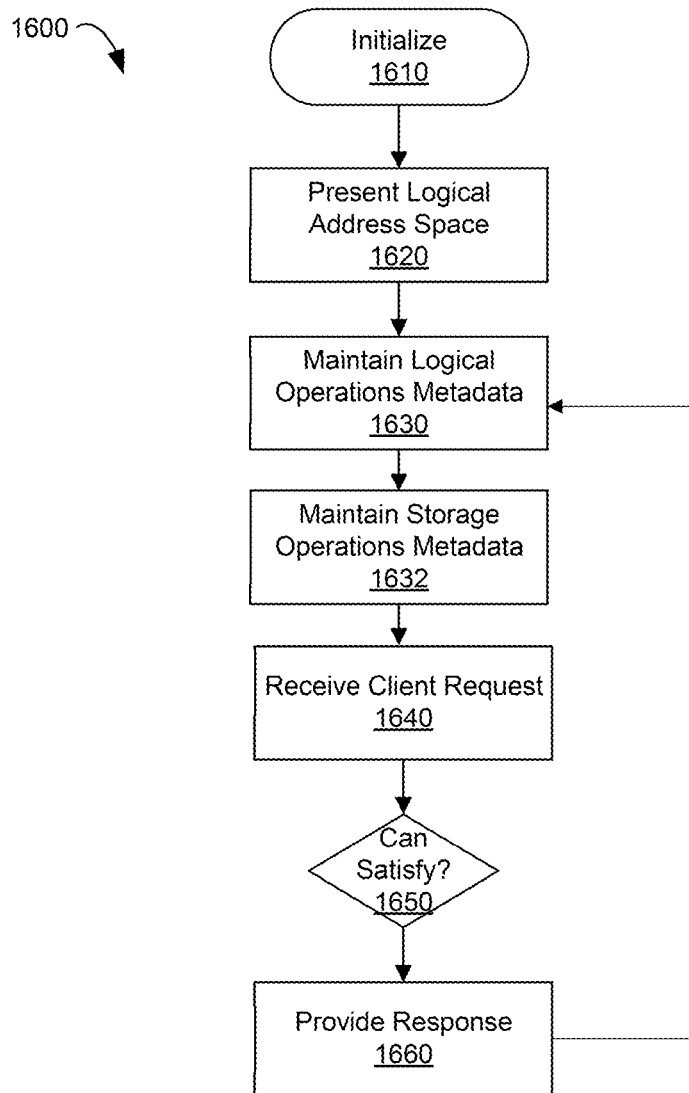 1600
Initialize
1610
Present Logical
Address Space
1620
Maintain Logical
Operations Metadata
1630
Maintain Storage
Operations Metadata
1632
Receive Client Request
1640
Can
Satisfy?
1650
Provide Response
1660